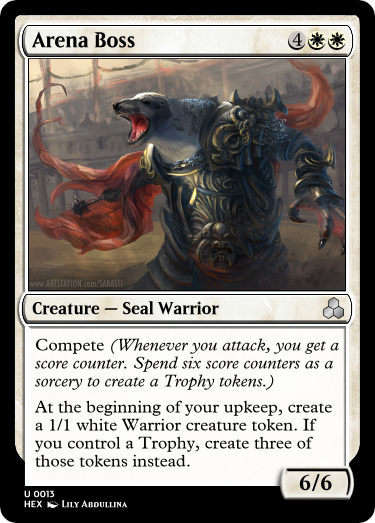 Arena Boss 4
www.ARTSTATION.com/SARASTI
Creature — Seal Warrior
Compete (Whenever you attack, you get a
score counter. Spend six score counters as a
sorcery to create a Trophy tokens.)
At the beginning of your upkeep, create
a 1/1 white Warrior creature token. If
you control a Trophy, create three of
those tokens instead.
6/6
U 0013
HEX Lily Abdullina